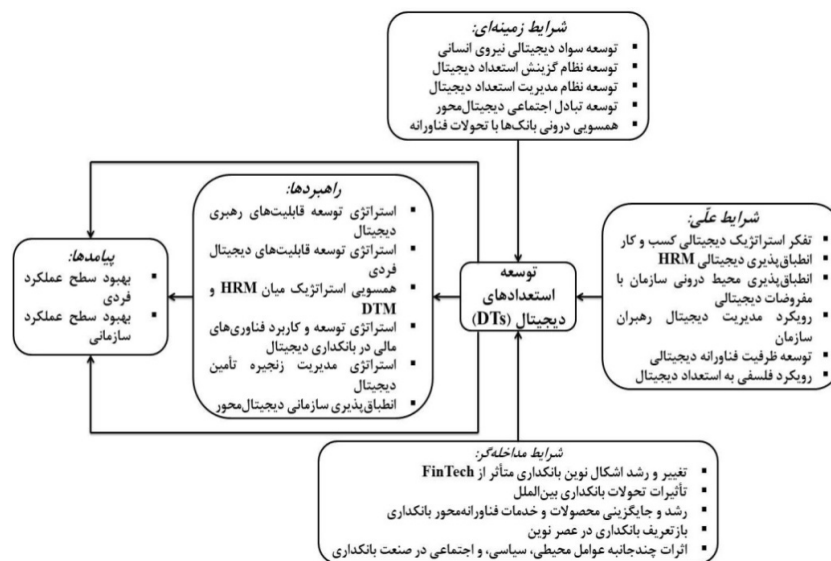 شرایط زمینه‌ای:
▪ توسعه سواد دیجیتالی نیروی انسانی
▪ توسعه نظام گزینش استعداد دیجیتال
▪ توسعه نظام مدیریت استعداد دیجیتال
▪ توسعه تبادل اجتماعی دیجیتال‌محور
▪ همسویی درونی بانک‌ها با تحولات فناورانه
شرایط علّی:
▪ تفکر استراتژیک دیجیتالی کسب و کار
▪ انطباق‌پذیری دیجیتالی HRM
▪ انطباق‌پذیری محیط درونی سازمان با
مفروضات دیجیتالی
▪ رویکرد مدیریت دیجیتال رهبران
سازمان
▪ توسعه ظرفیت فناورانه دیجیتالی
▪ رویکرد فلسفی به استعداد دیجیتال
توسعه
استعدادهای
دیجیتال (DTs)
راهبردها:
▪ استراتژی توسعه قابلیت‌های رهبری
دیجیتال
▪ استراتژی توسعه قابلیت‌های دیجیتال
فردی
▪ همسویی استراتژیک میان HRM و
DTM
▪ استراتژی توسعه و کاربرد فناوری‌های
مالی در بانکداری دیجیتال
▪ استراتژی مدیریت زنجیره تأمین
دیجیتال
▪ انطباق‌پذیری سازمانی دیجیتال‌محور
پیامدها:
▪ بهبود سطح عملکرد
فردی
▪ بهبود سطح عملکرد
سازمانی
شرایط مداخله‌گر:
▪ تغییر و رشد اشکال نوین بانکداری متأثر از FinTech
▪ تأثیرات تحولات بانکداری بین‌الملل
▪ رشد و جایگزینی محصولات و خدمات فناورانه‌محور بانکداری
▪ بازتعریف بانکداری در عصر نوین
▪ اثرات چندجانبه عوامل محیطی، سیاسی، و اجتماعی در صنعت بانکداری